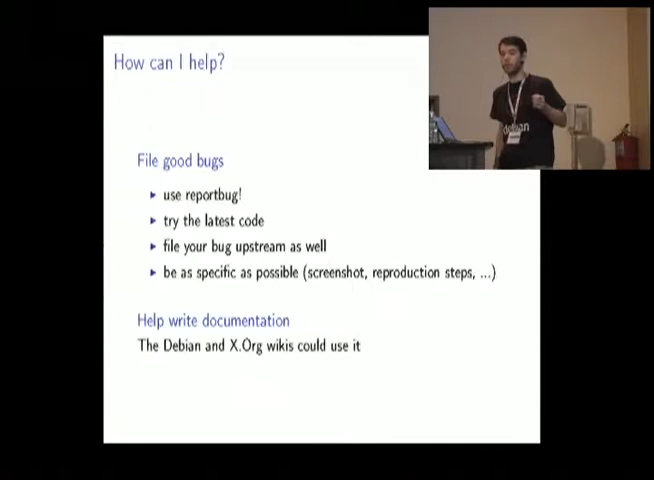 How can I help?
File good bugs
use reportbug!
try the latest code
file your bug upstream as well
be as specific as possible (screenshot, reproduction steps, ...)
Help write documentation
The Debian and X.Org wikis could use it
debian